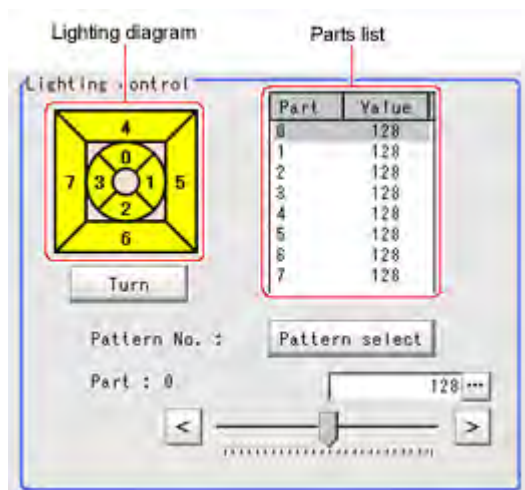 Lighting diagram
Parts list
Lighting control
Part Value
0 128
1 128
2 128
3 128
4 128
5 128
6 128
7 128
4
0
7 3 1 5
2
6
Turn
Pattern No. :
Pattern select
Part : 0
128 ...
< >